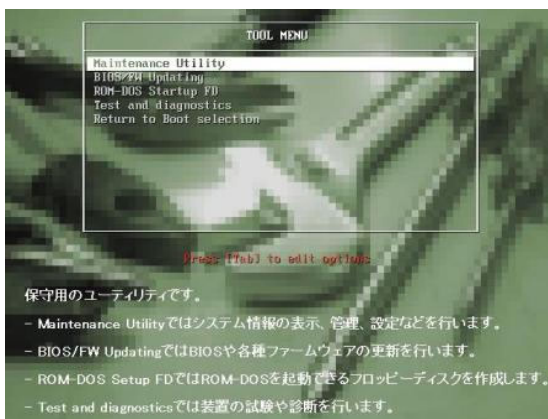 TOOL MENU
Maintenance Utility
BIOS/FW Updating
ROM-DOS Startup FD
Test and diagnostics
Return to Boot selection
Press [Tab] to edit options
保守用のユーティリティです。
- Maintenance Utilityではシステム情報の表示、管理、設定などを行います。
- BIOS/FW UpdatingではBIOSや各種ファームウェアの更新を行います。
- ROM-DOS Setup FDではROM-DOSを起動できるフロッピーディスクを作成します。
- Test and diagnosticsでは装置の試験や診断を行います。